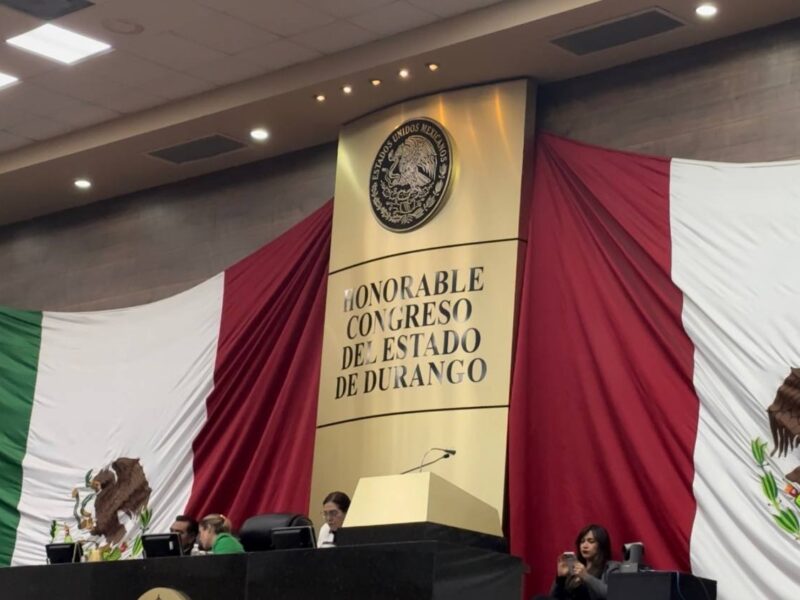 ESTADOS UNIDOS MEXICANOS
HONORABLE
CONGRESO
DEL ESTADO
DE DURANGO